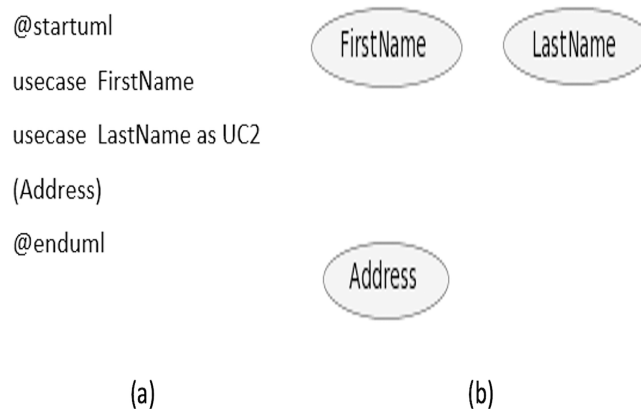 @startuml
usecase FirstName
usecase LastName as UC2
(Address)
@enduml
(a)
FirstName LastName
Address
(b)